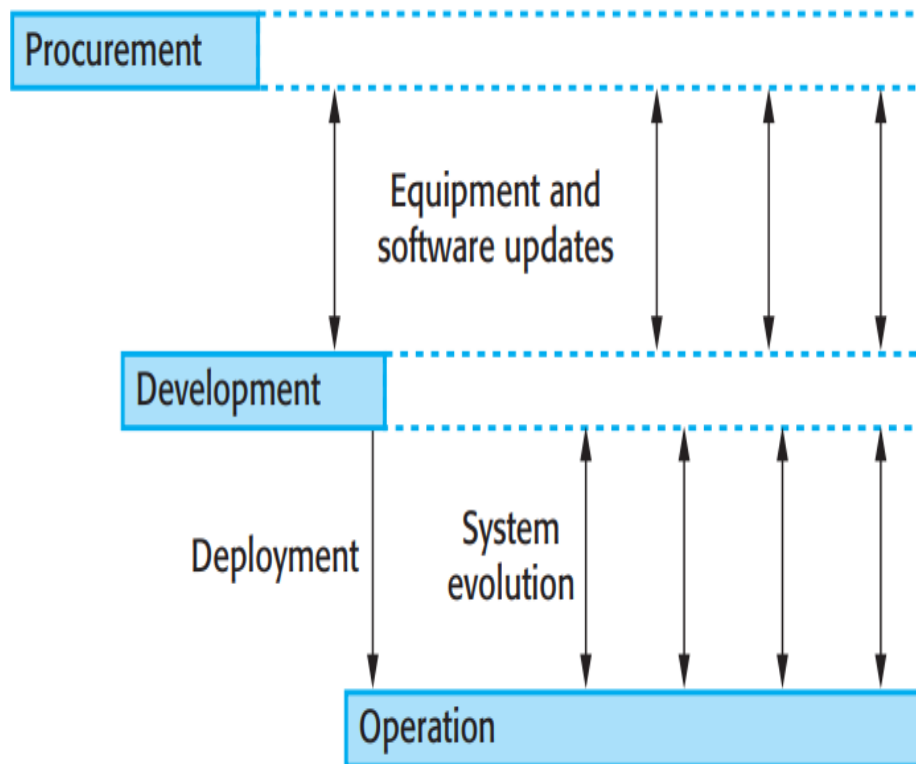 Procurement
Equipment and
software updates
Development
Deployment
System
evolution
Operation